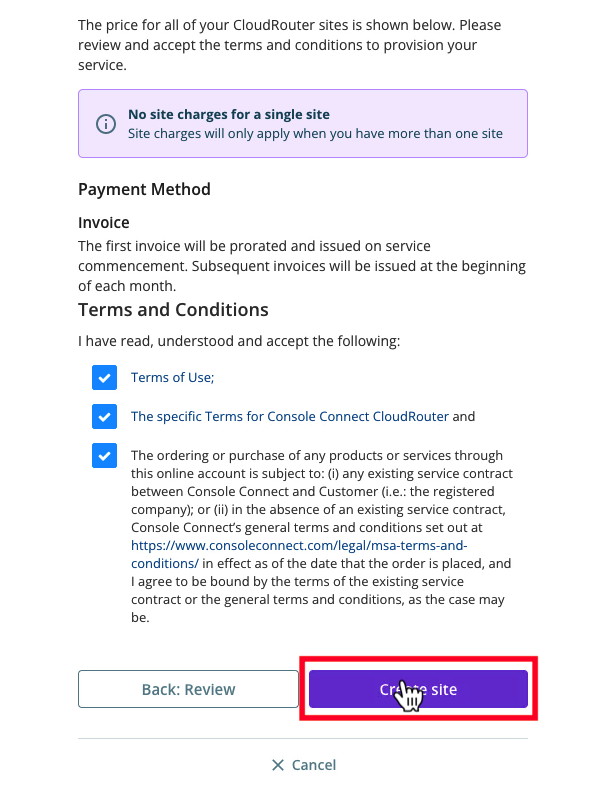 The price for all of your CloudRouter sites is shown below. Please
review and accept the terms and conditions to provision your
service.
No site charges for a single site
Site charges will only apply when you have more than one site
Payment Method
Invoice
The first invoice will be prorated and issued on service
commencement. Subsequent invoices will be issued at the beginning
of each month.
Terms and Conditions
I have read, understood and accept the following:
Terms of Use;
The specific Terms for Console Connect CloudRouter and
The ordering or purchase of any products or services through
this online account is subject to: (i) any existing service contract
between Console Connect and Customer (i.e.: the registered
company); or (ii) in the absence of an existing service contract,
Console Connect’s general terms and conditions set out at
https://www.consoleconnect.com/legal/msa-terms-and-
conditions/ in effect as of the date that the order is placed, and
I agree to be bound by the terms of the existing service
contract or the general terms and conditions, as the case may
be.
Back: Review
Create site
Cancel